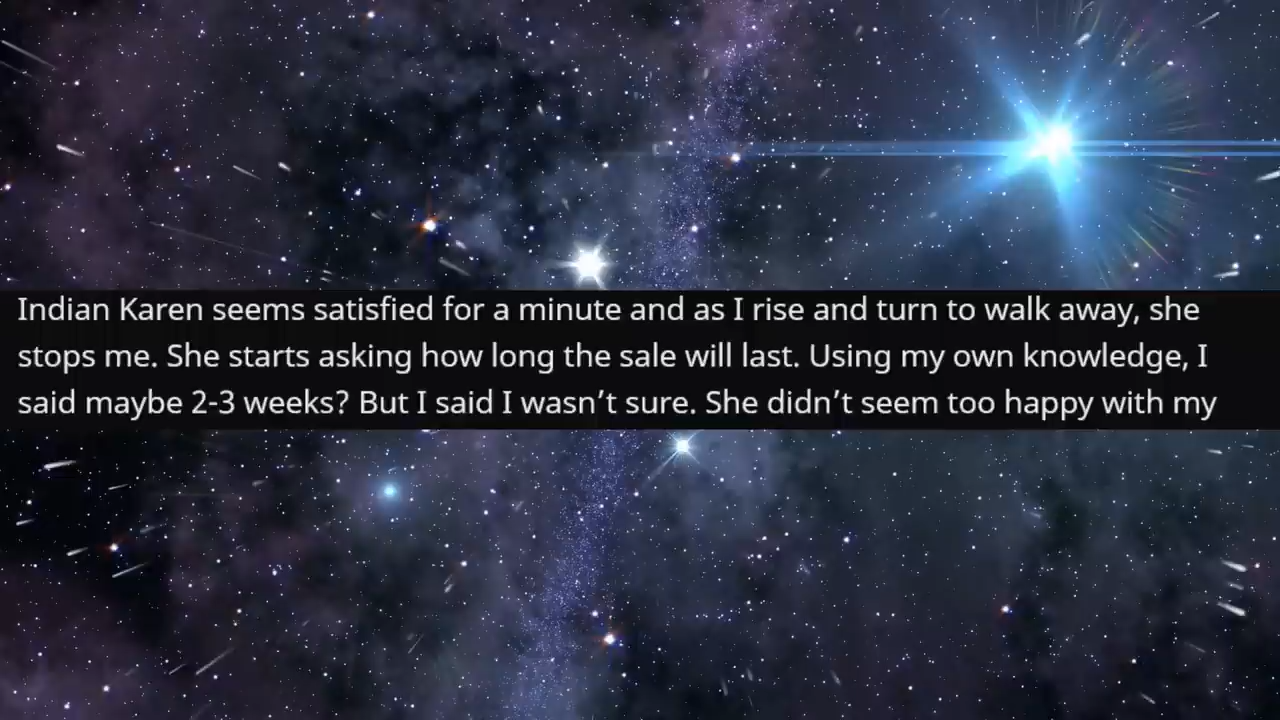 Indian Karen seems satisfied for a minute and as I rise and turn to walk away, she
stops me. She starts asking how long the sale will last. Using my own knowledge, I
said maybe 2-3 weeks? But I said I wasn’t sure. She didn’t seem too happy with my